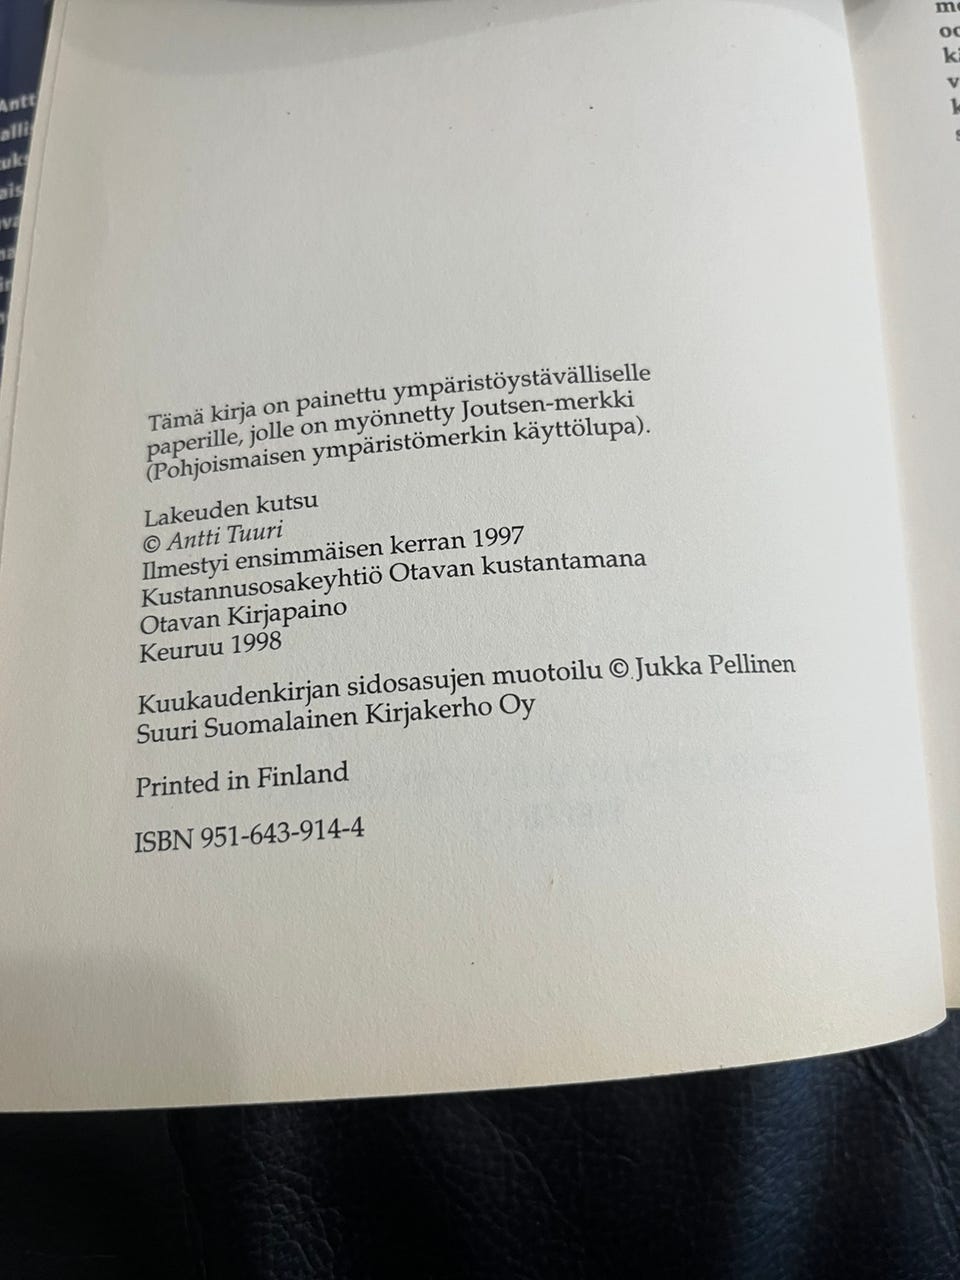 Tämä kirja on painettu ympäristöystävälliselle
paperille, jolle on myönnetty Joutsen-merkki
(Pohjoismaisen ympäristömerkin käyttölupa).
Lakeuden kutsu
© Antti Tuuri
Ilmestyi ensimmäisen kerran 1997
Kustannusosakeyhtiö Otavan kustantamana
Otavan Kirjapaino
Keuruu 1998
Kuukaudenkirjan sidosasujen muotoilu © Jukka Pellinen
Suuri Suomalainen Kirjakerho Oy
Printed in Finland
ISBN 951-643-914-4